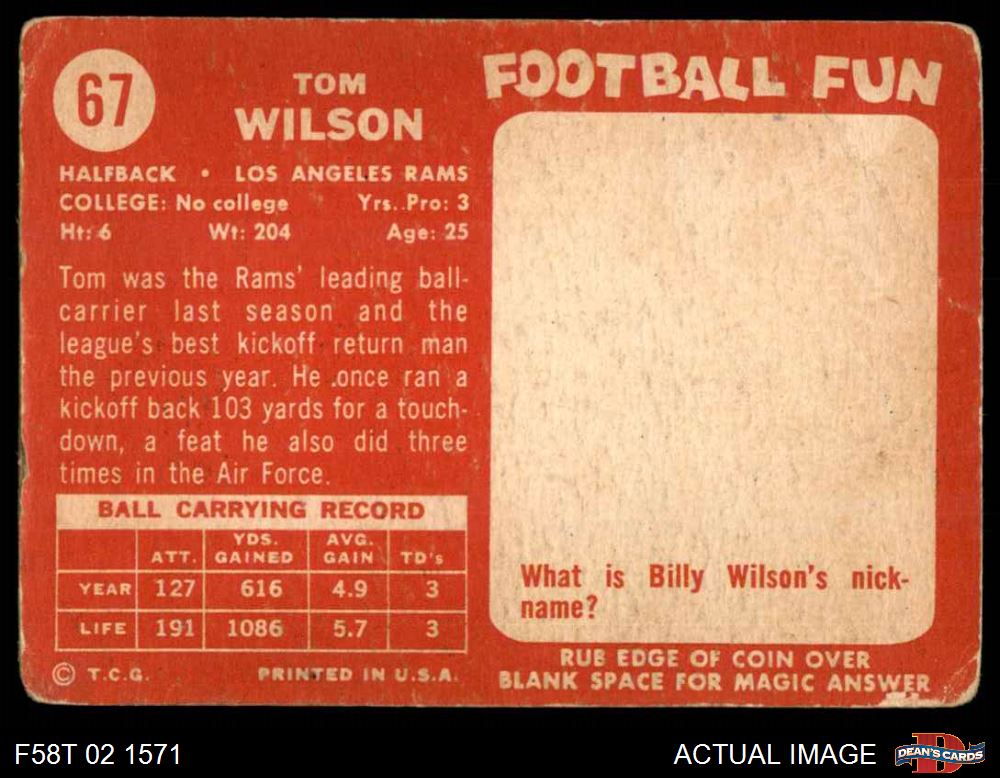 67
TOM
WILSON
HALFBACK • LOS ANGELES RAMS
COLLEGE: No college Yrs. Pro: 3
Ht: 6 Wt: 204 Age: 25
Tom was the Rams' leading ball-
carrier last season and the
league's best kickoff return man
the previous year. He once ran a
kickoff back 103 yards for a touch-
down, a feat he also did three
times in the Air Force.
BALL CARRYING RECORD
ATT. YDS. GAINED AVG. GAIN TD's
YEAR 127 616 4.9 3
LIFE 191 1086 5.7 3
© T.C.G. PRINTED IN U.S.A.
FOOTBALL FUN
What is Billy Wilson's nick-
name?
RUB EDGE OF COIN OVER
BLANK SPACE FOR MAGIC ANSWER
F58T 02 1571
ACTUAL IMAGE
DEAN'S CARDS